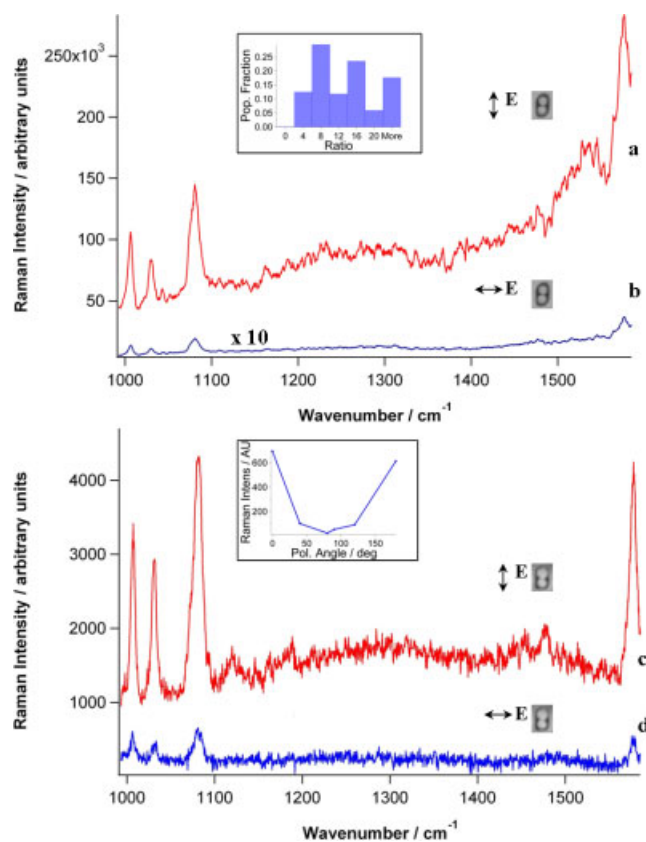 250x10³
200
150
100
50
Raman Intensity / arbitrary units
0.25
0.20
0.15
0.10
0.05
0.00
Pop. Fraction
0 4 8 12 16 20 More
Ratio
E
a
E
b
x 10
1000 1100 1200 1300 1400 1500
Wavenumber / cm⁻¹
4000
3000
2000
1000
Raman Intensity / arbitrary units
600
400
200
Raman Intens / AU
0 50 100 150
Pol. Angle / deg
E
c
E
d
1000 1100 1200 1300 1400 1500
Wavenumber / cm⁻¹